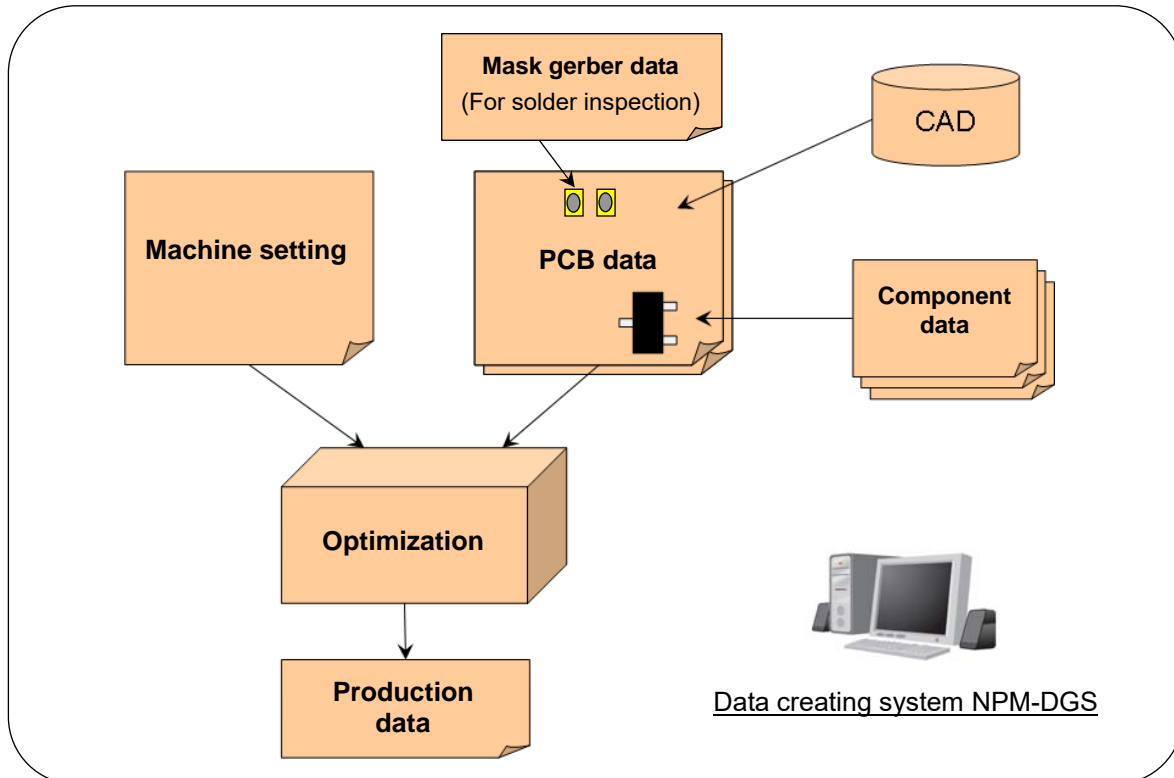 Mask gerber data
(For solder inspection)
CAD
Machine setting
PCB data
Component
data
Optimization
Production
data
Data creating system NPM-DGS